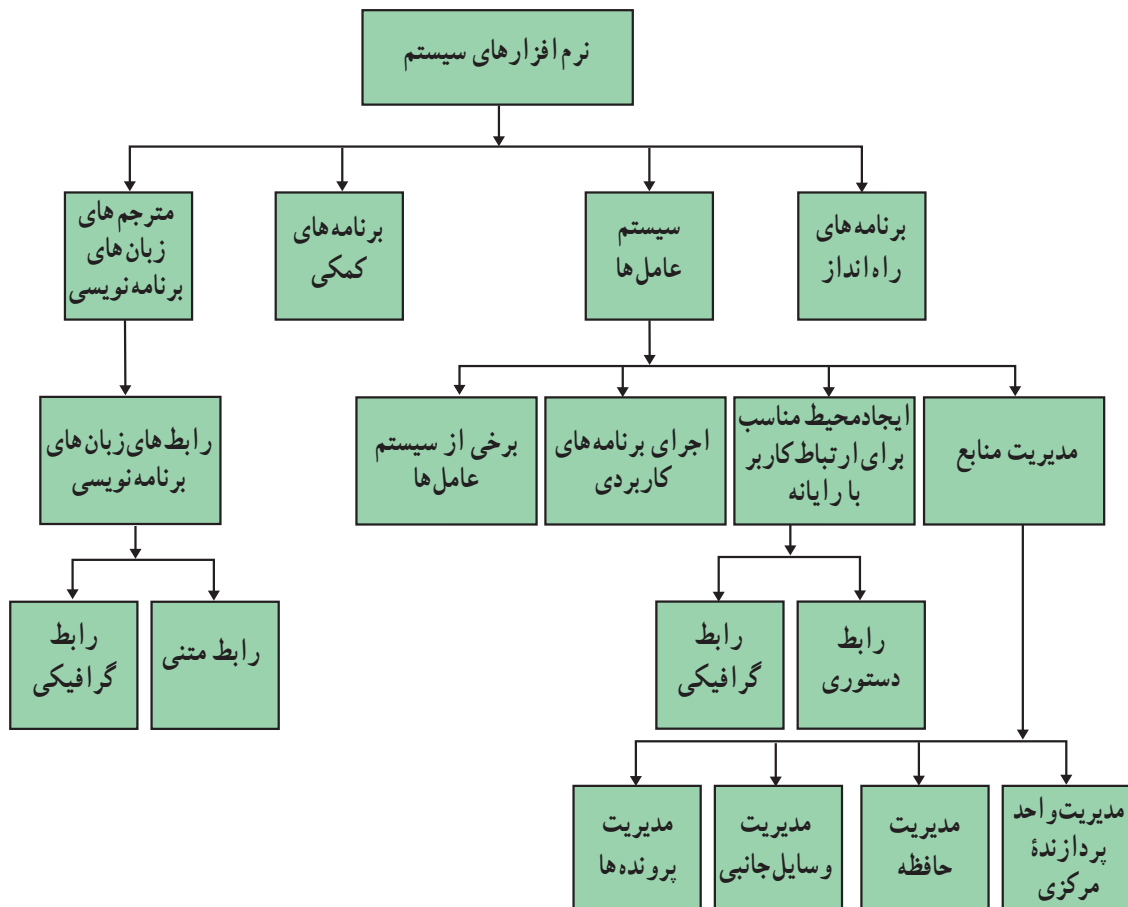 نرم افزارهای سیستم
برنامه‌های
راه‌انداز
سیستم
عامل‌ها
برنامه‌های
کمکی
مترجم‌های
زبان‌های
برنامه‌نویسی
مدیریت منابع
ایجاد محیط مناسب
برای ارتباط کاربر
با رایانه
اجرای برنامه‌های
کاربردی
برخی از سیستم
عامل‌ها
رابط‌های زبان‌های
برنامه‌نویسی
رابط
دستوری
رابط
گرافیکی
رابط متنی
رابط
گرافیکی
مدیریت واحد
پردازندهٔ
مرکزی
مدیریت
حافظه
مدیریت
وسایل جانبی
مدیریت
پرونده‌ها